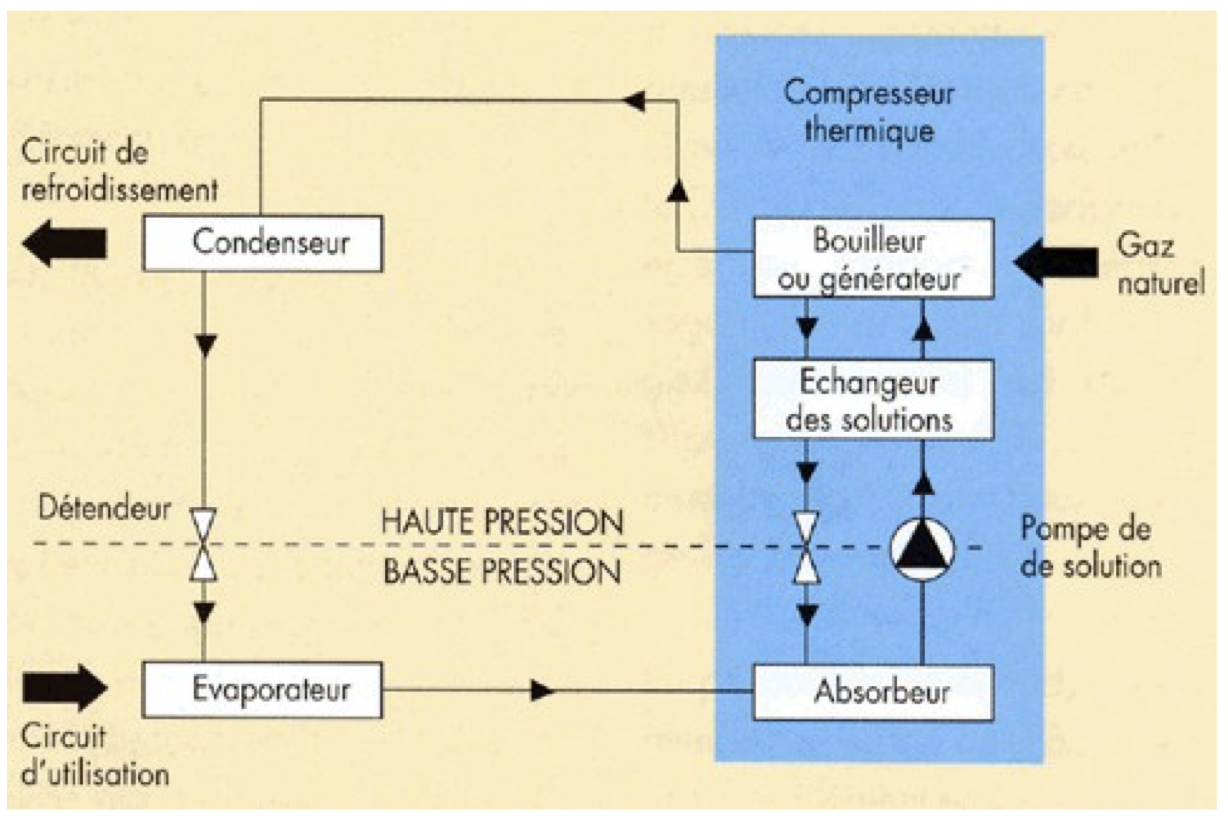 Compresseur
thermique
Circuit de
refroidissement
Condenseur
Bouilleur
ou générateur
Gaz
naturel
Echangeur
des solutions
Détendeur
HAUTE PRESSION
BASSE PRESSION
Pompe de
de solution
Evaporateur
Absorbeur
Circuit
d'utilisation